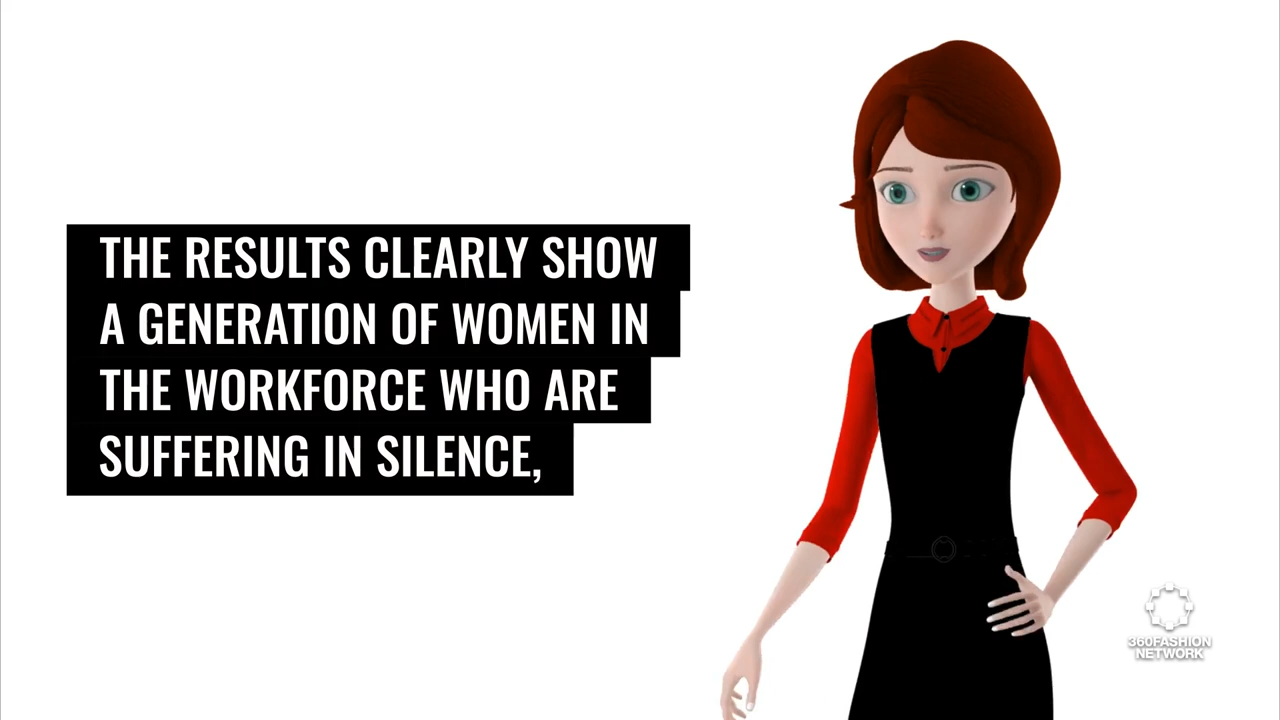 THE RESULTS CLEARLY SHOW
A GENERATION OF WOMEN IN
THE WORKFORCE WHO ARE
SUFFERING IN SILENCE,
360FASHION
NETWORK